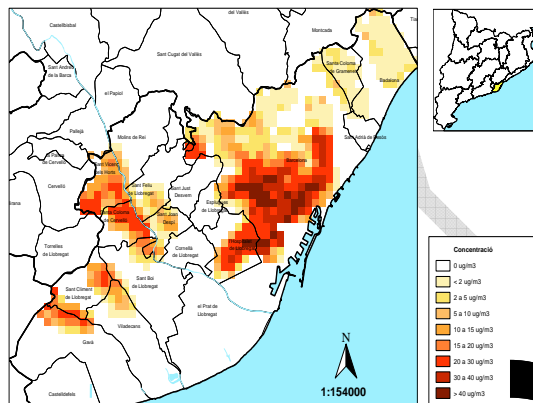 del Vallès
Castellbisbal
Montcada
Tia
Sant Cugat del Vallès
Sant Andreu
de la Barca
Santa Coloma
de Gramenet
Badalona
el Papiol
Pallejà
Molins de Rei
Sant Adrià de Besòs
de Cervelló
Sant Vicenç
dels Horts
Barcelona
Cervelló
Sant Feliu
de Llobregat
Sant Just
Desvern
Esplugues
de Llobregat
Santa Coloma
de Cervelló
Sant Joan
Despí
Torrelles
de Llobregat
Cornellà
de Llobregat
Sant Climent
de Llobregat
Sant Boi
de Llobregat
el Prat de
Llobregat
Viladecans
Gavà
Castelldefels
N
1:154000
Concentració
0 ug/m3
< 2 ug/m3
2 a 5 ug/m3
5 a 10 ug/m3
10 a 15 ug/m3
15 a 20 ug/m3
20 a 30 ug/m3
30 a 40 ug/m3
> 40 ug/m3